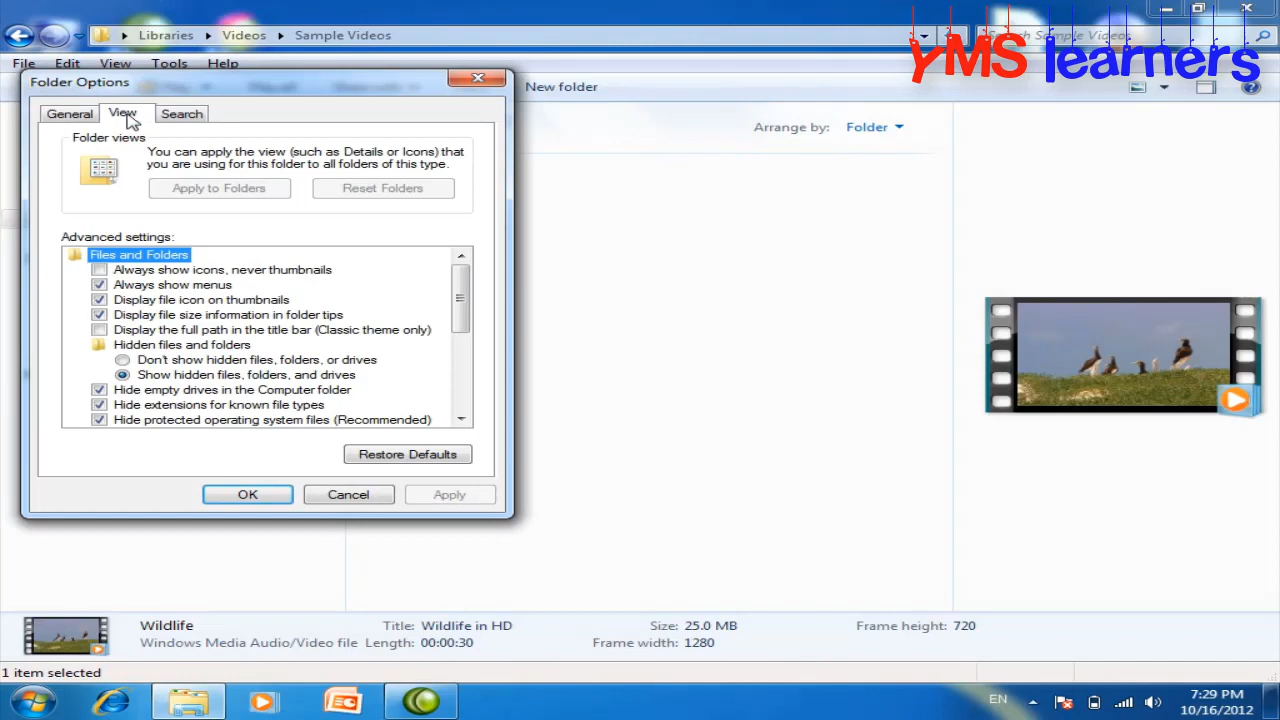 Libraries Videos Sample Videos
Search Sample Videos
YMS learners
File Edit View Tools Help
New folder
Folder Options
General View Search
Folder views
You can apply the view (such as Details or Icons) that
you are using for this folder to all folders of this type.
Apply to Folders Reset Folders
Arrange by: Folder
Advanced settings:
Files and Folders
Always show icons, never thumbnails
Always show menus
Display file icon on thumbnails
Display file size information in folder tips
Display the full path in the title bar (Classic theme only)
Hidden files and folders
Don't show hidden files, folders, or drives
Show hidden files, folders, and drives
Hide empty drives in the Computer folder
Hide extensions for known file types
Hide protected operating system files (Recommended)
Restore Defaults
OK Cancel Apply
Wildlife Title: Wildlife in HD Size: 25.0 MB Frame height: 720
Windows Media Audio/Video file Length: 00:00:30 Frame width: 1280
1 item selected
EN
7:29 PM
10/16/2012